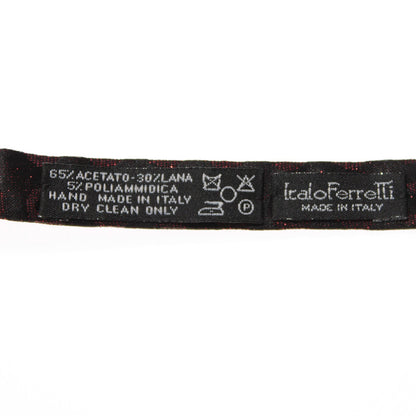 65% ACETATO-30% LANA
5% POLIAMMIDICA
HAND MADE IN ITALY
DRY CLEAN ONLY
P
ItaloFerretti
MADE IN ITALY